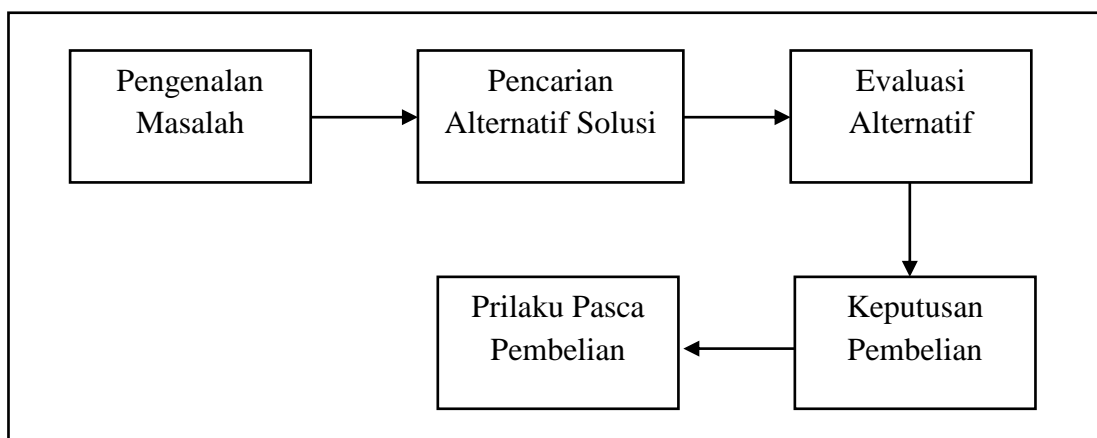 Pengenalan
Masalah
Pencarian
Alternatif Solusi
Evaluasi
Alternatif
Keputusan
Pembelian
Prilaku Pasca
Pembelian